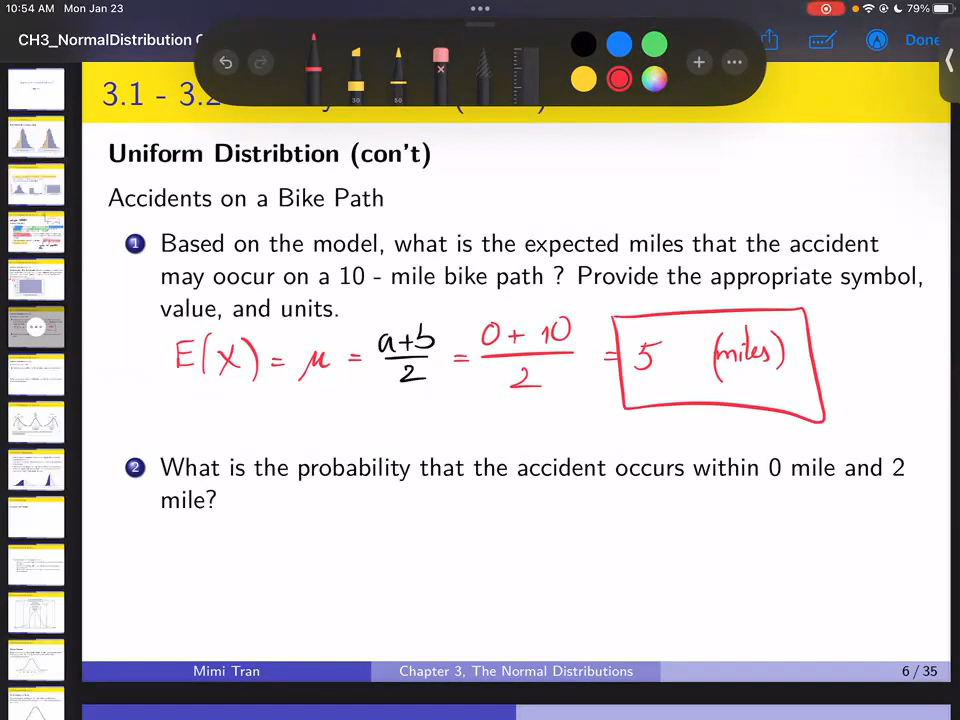 10:54 AM Mon Jan 23
79%
CH3_NormalDistribution
Done
30
50
3.1 - 3.2
Uniform Distribtion (con't)
Accidents on a Bike Path
1 Based on the model, what is the expected miles that the accident
may oocur on a 10 - mile bike path ? Provide the appropriate symbol,
value, and units.
E(X) = μ = a+b/2 = 0 + 10/2 = 5 (miles)
2 What is the probability that the accident occurs within 0 mile and 2
mile?
Mimi Tran
Chapter 3, The Normal Distributions
6 / 35